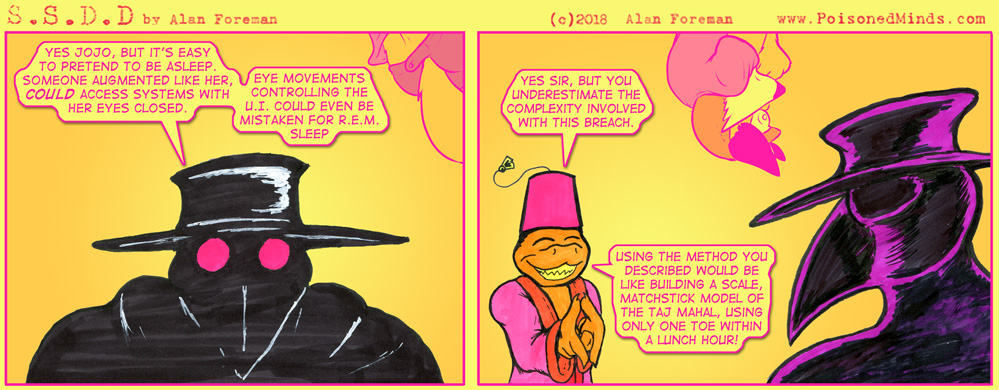 S.S.D.D by Alan Foreman (c)2018 Alan Foreman www.PoisonedMinds.com
YES JOJO, BUT IT'S EASY
TO PRETEND TO BE ASLEEP.
SOMEONE AUGMENTED LIKE HER,
COULD ACCESS SYSTEMS WITH
HER EYES CLOSED.
EYE MOVEMENTS
CONTROLLING THE
U.I. COULD EVEN BE
MISTAKEN FOR R.E.M.
SLEEP
YES SIR, BUT YOU
UNDERESTIMATE THE
COMPLEXITY INVOLVED
WITH THIS BREACH.
USING THE METHOD YOU
DESCRIBED WOULD BE
LIKE BUILDING A SCALE,
MATCHSTICK MODEL OF
THE TAJ MAHAL, USING
ONLY ONE TOE WITHIN
A LUNCH HOUR!